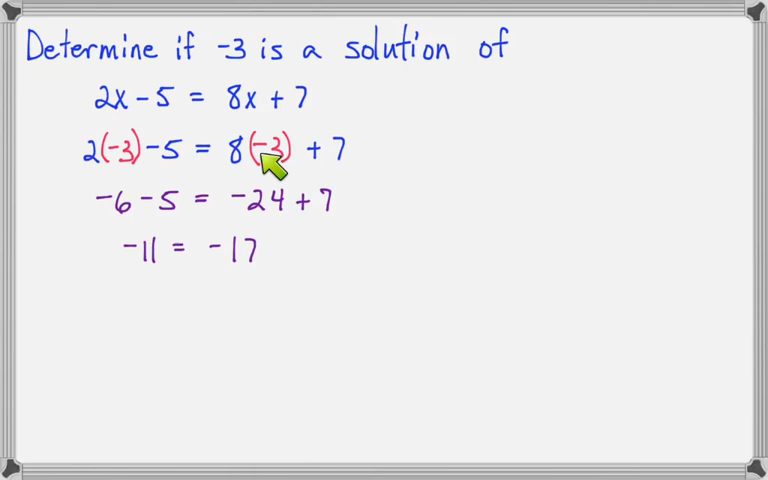 Determine if -3 is a solution of
2x - 5 = 8x + 7
2(-3) - 5 = 8(-3) + 7
-6 - 5 = -24 + 7
-11 = -17